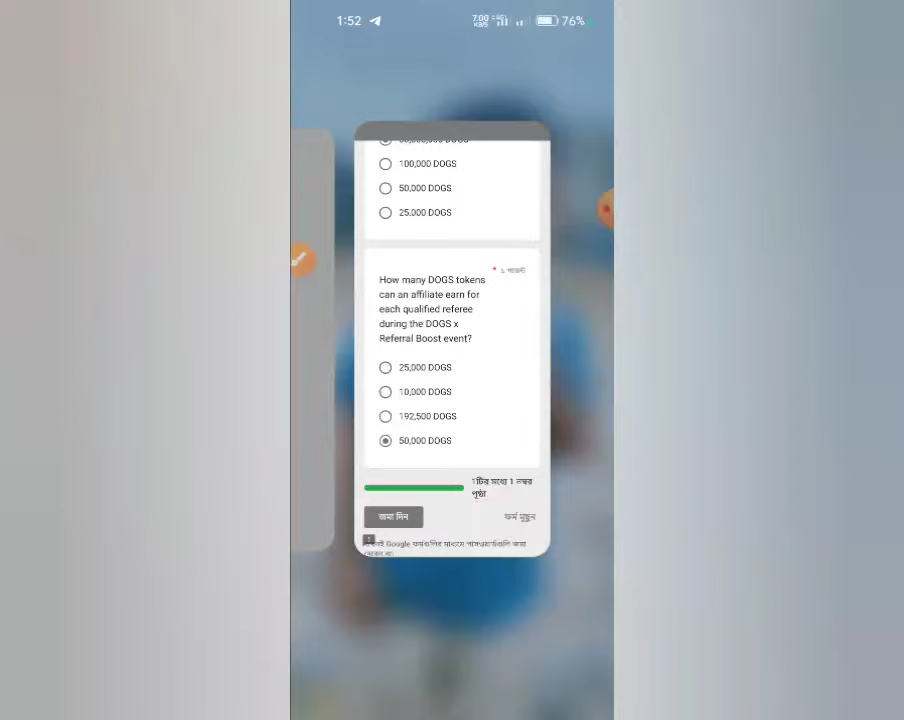 1:52
7.00
KB/S
76%
100,000 DOGS
50,000 DOGS
25,000 DOGS
* ১ পয়েন্ট
How many DOGS tokens
can an affiliate earn for
each qualified referee
during the DOGS x
Referral Boost event?
25,000 DOGS
10,000 DOGS
192,500 DOGS
50,000 DOGS
1টির মধ্যে 1 নম্বর
পৃষ্ঠা
জমা দিন
ফর্ম মুছুন
Google ফর্মগুলির মাধ্যমে পাসওয়ার্ডগুলি জমা